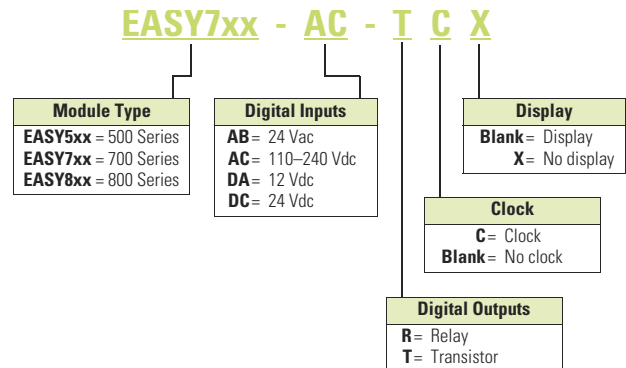 EASY7xx - AC - T C X
Module Type
EASY5xx = 500 Series
EASY7xx = 700 Series
EASY8xx = 800 Series
Digital Inputs
AB = 24 Vac
AC = 110–240 Vdc
DA = 12 Vdc
DC = 24 Vdc
Display
Blank = Display
X = No display
Clock
C = Clock
Blank = No clock
Digital Outputs
R = Relay
T = Transistor